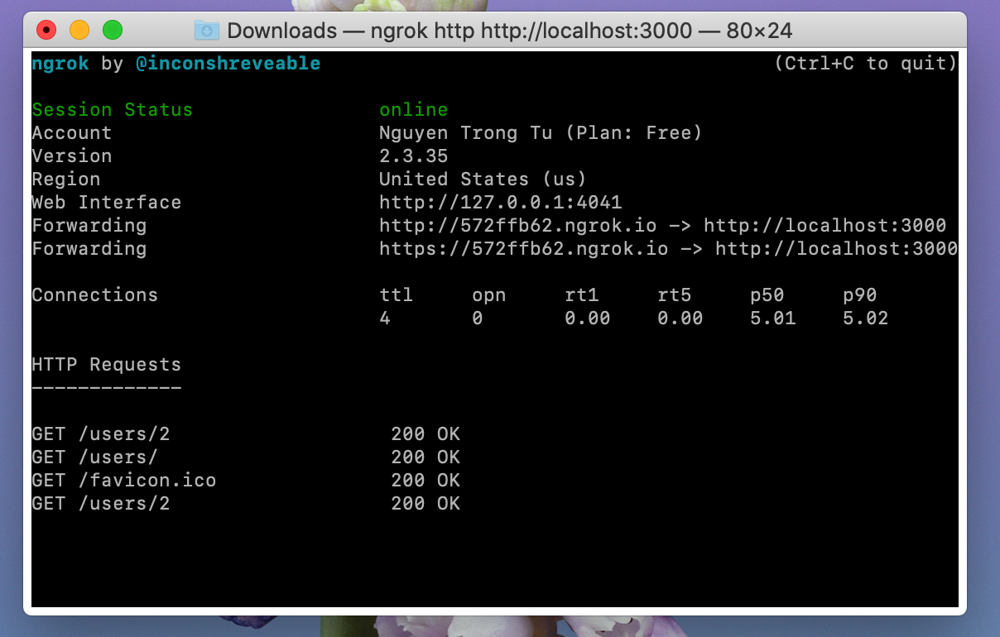 Downloads — ngrok http http://localhost:3000 — 80×24
ngrok by @inconshreveable (Ctrl+C to quit)
Session Status online
Account Nguyen Trong Tu (Plan: Free)
Version 2.3.35
Region United States (us)
Web Interface http://127.0.0.1:4041
Forwarding http://572ffb62.ngrok.io -> http://localhost:3000
Forwarding https://572ffb62.ngrok.io -> http://localhost:3000
Connections ttl opn rt1 rt5 p50 p90
4 0 0.00 0.00 5.01 5.02
HTTP Requests
-------------
GET /users/2 200 OK
GET /users/ 200 OK
GET /favicon.ico 200 OK
GET /users/2 200 OK